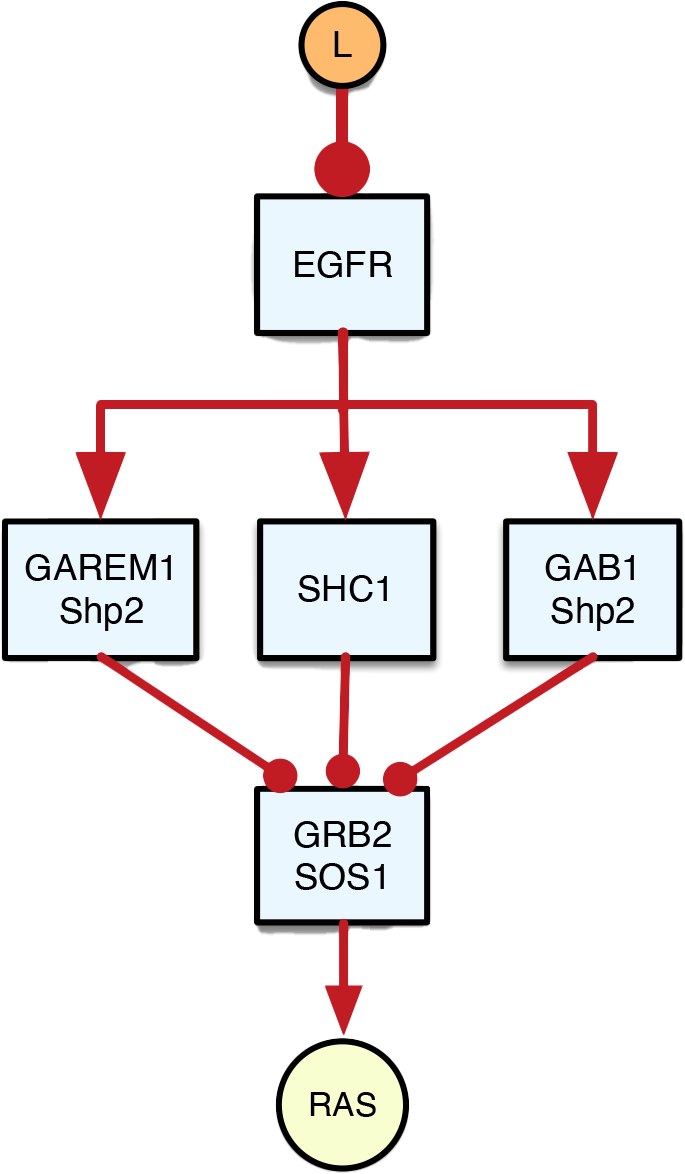 L
EGFR
GAREM1
Shp2
SHC1
GAB1
Shp2
GRB2
SOS1
RAS